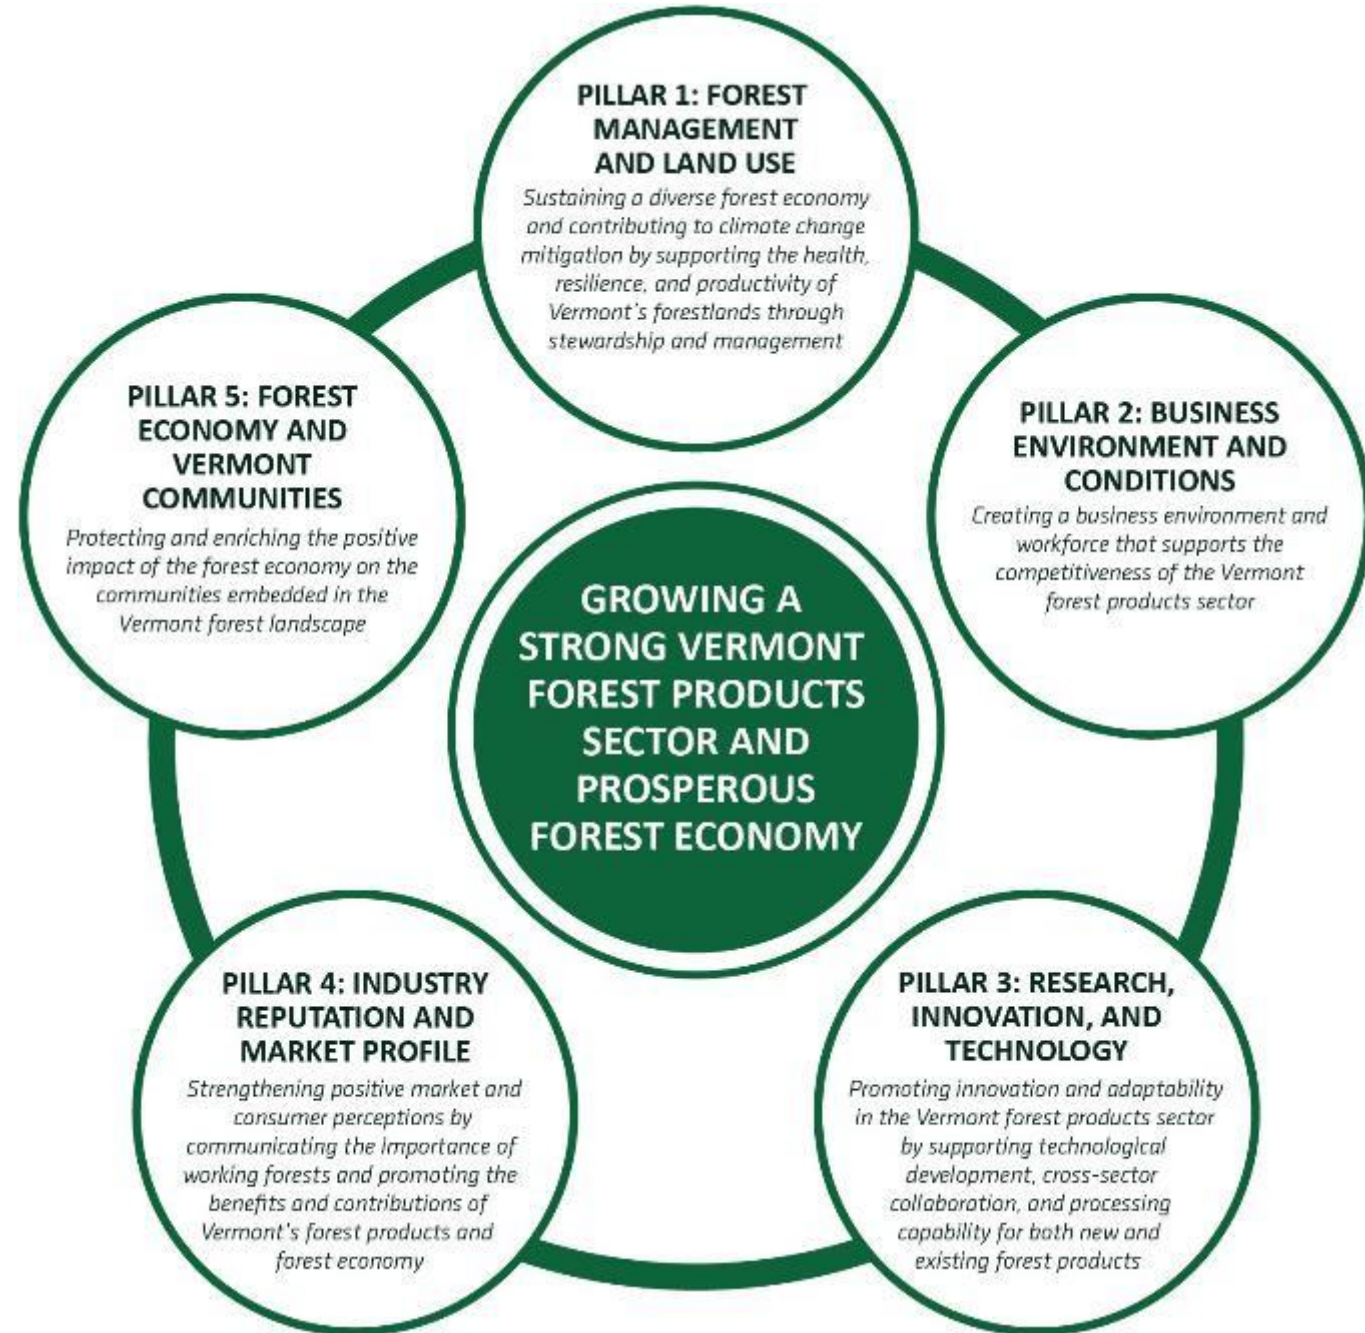 PILLAR 1: FOREST
MANAGEMENT
AND LAND USE
Sustaining a diverse forest economy
and contributing to climate change
mitigation by supporting the health,
resilience, and productivity of
Vermont's forestlands through
stewardship and management
PILLAR 2: BUSINESS
ENVIRONMENT AND
CONDITIONS
Creating a business environment and
workforce that supports the
competitiveness of the Vermont
forest products sector
PILLAR 3: RESEARCH,
INNOVATION, AND
TECHNOLOGY
Promoting innovation and adaptability
in the Vermont forest products sector
by supporting technological
development, cross-sector
collaboration, and processing
capability for both new and
existing forest products
PILLAR 4: INDUSTRY
REPUTATION AND
MARKET PROFILE
Strengthening positive market and
consumer perceptions by
communicating the importance of
working forests and promoting the
benefits and contributions of
Vermont's forest products and
forest economy
PILLAR 5: FOREST
ECONOMY AND
VERMONT
COMMUNITIES
Protecting and enriching the positive
impact of the forest economy on the
communities embedded in the
Vermont forest landscape
GROWING A
STRONG VERMONT
FOREST PRODUCTS
SECTOR AND
PROSPEROUS
FOREST ECONOMY